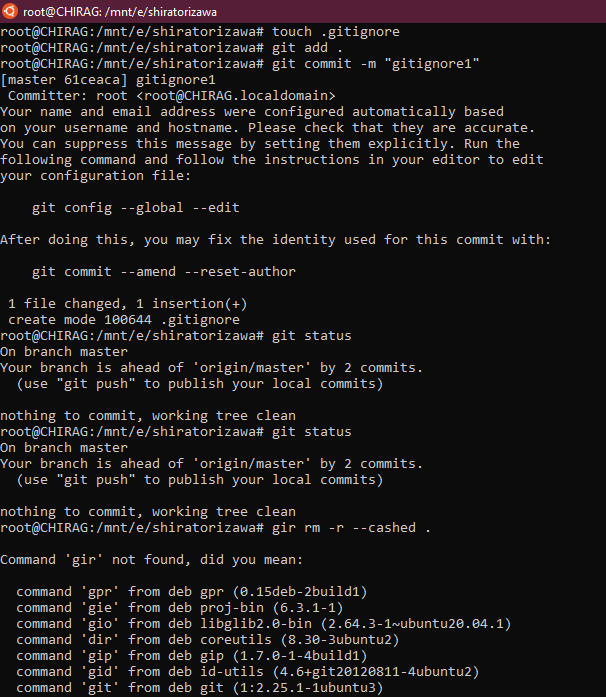 root@CHIRAG: /mnt/e/shiratorizawa
root@CHIRAG:/mnt/e/shiratorizawa# touch .gitignore
root@CHIRAG:/mnt/e/shiratorizawa# git add .
root@CHIRAG:/mnt/e/shiratorizawa# git commit -m "gitignore1"
[master 61ceaca] gitignore1
 Committer: root <root@CHIRAG.localdomain>
Your name and email address were configured automatically based
on your username and hostname. Please check that they are accurate.
You can suppress this message by setting them explicitly. Run the
following command and follow the instructions in your editor to edit
your configuration file:

    git config --global --edit

After doing this, you may fix the identity used for this commit with:

    git commit --amend --reset-author

 1 file changed, 1 insertion(+)
 create mode 100644 .gitignore
root@CHIRAG:/mnt/e/shiratorizawa# git status
On branch master
Your branch is ahead of 'origin/master' by 2 commits.
  (use "git push" to publish your local commits)

nothing to commit, working tree clean
root@CHIRAG:/mnt/e/shiratorizawa# git status
On branch master
Your branch is ahead of 'origin/master' by 2 commits.
  (use "git push" to publish your local commits)

nothing to commit, working tree clean
root@CHIRAG:/mnt/e/shiratorizawa# gir rm -r --cashed .

Command 'gir' not found, did you mean:

  command 'gpr' from deb gpr (0.15deb-2build1)
  command 'gie' from deb proj-bin (6.3.1-1)
  command 'gio' from deb libglib2.0-bin (2.64.3-1~ubuntu20.04.1)
  command 'dir' from deb coreutils (8.30-3ubuntu2)
  command 'gip' from deb gip (1.7.0-1-4build1)
  command 'gid' from deb id-utils (4.6+git20120811-4ubuntu2)
  command 'git' from deb git (1:2.25.1-1ubuntu3)